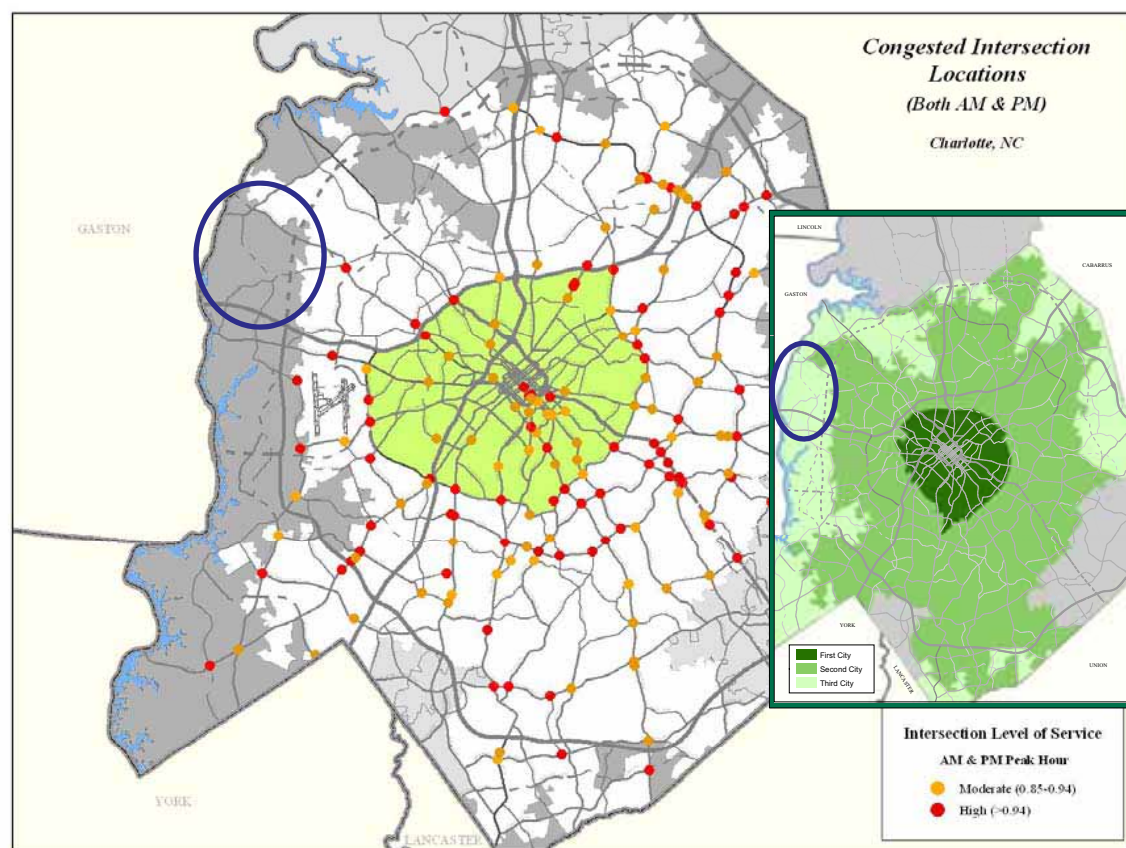 Congested Intersection
Locations
(Both AM & PM)
Charlotte, NC
GASTON
YORK
LANCASTER
LINCOLN
CABARRUS
GASTON
YORK
LANCASTER
UNION
First City
Second City
Third City
Intersection Level of Service
AM & PM Peak Hour
Moderate (0.85-0.94)
High (>0.94)